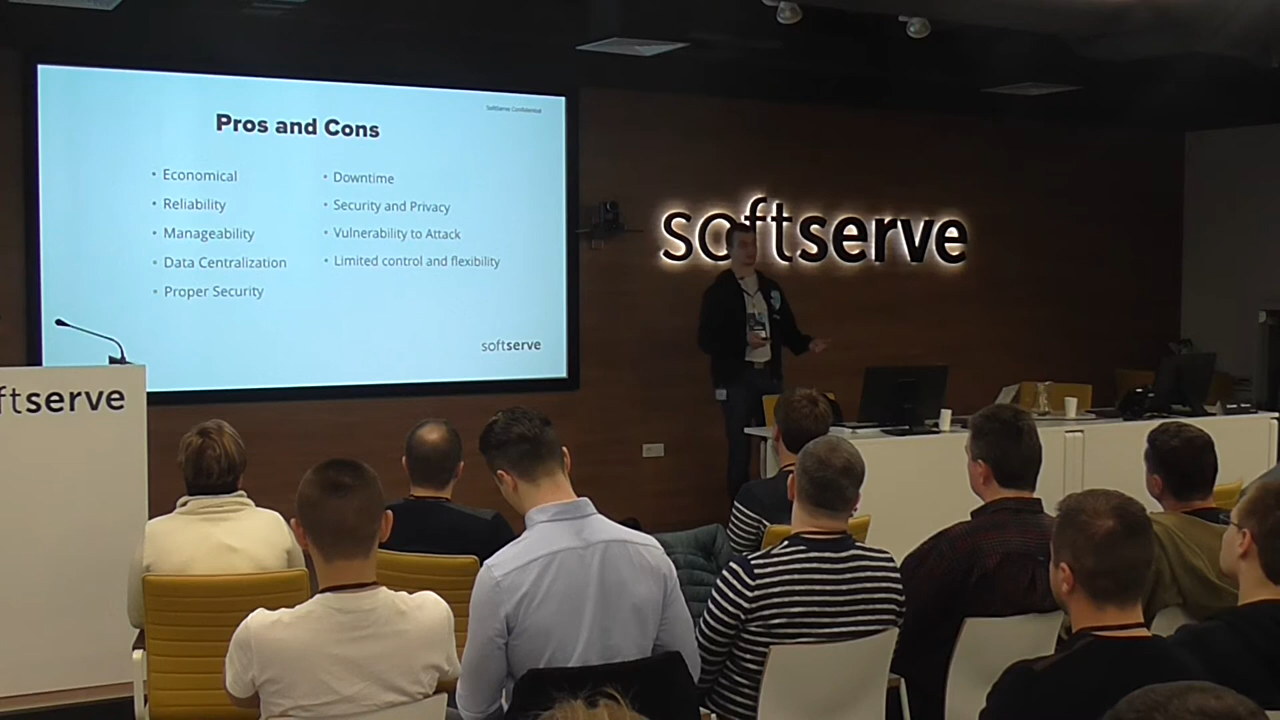 SoftServe Confidential
Pros and Cons
• Economical
• Reliability
• Manageability
• Data Centralization
• Proper Security
• Downtime
• Security and Privacy
• Vulnerability to Attack
• Limited control and flexibility
softserve
softserve
ftserve